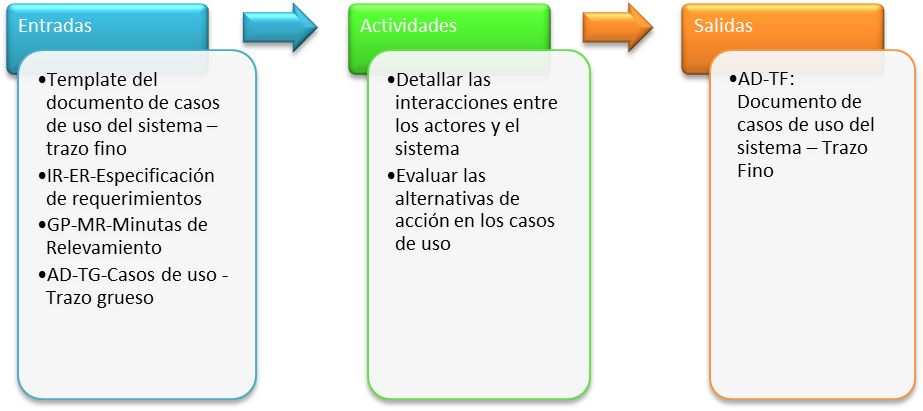 Entradas
•Template del
documento de casos
de uso del sistema –
trazo fino
•IR-ER-Especificación
de requerimientos
•GP-MR-Minutas de
Relevamiento
•AD-TG-Casos de uso -
Trazo grueso
Actividades
•Detallar las
interacciones entre
los actores y el
sistema
•Evaluar las
alternativas de
acción en los casos
de uso
Salidas
•AD-TF:
Documento de
casos de uso del
sistema – Trazo
Fino